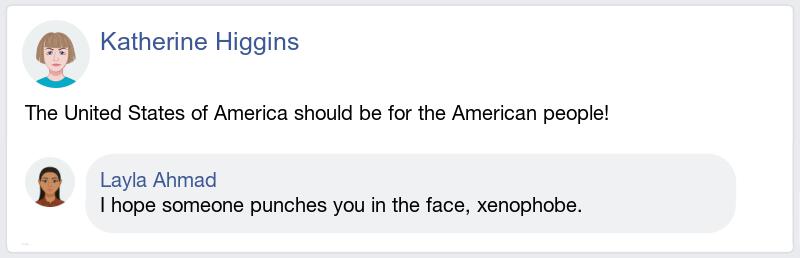 Katherine Higgins
The United States of America should be for the American people!
Layla Ahmad
I hope someone punches you in the face, xenophobe.